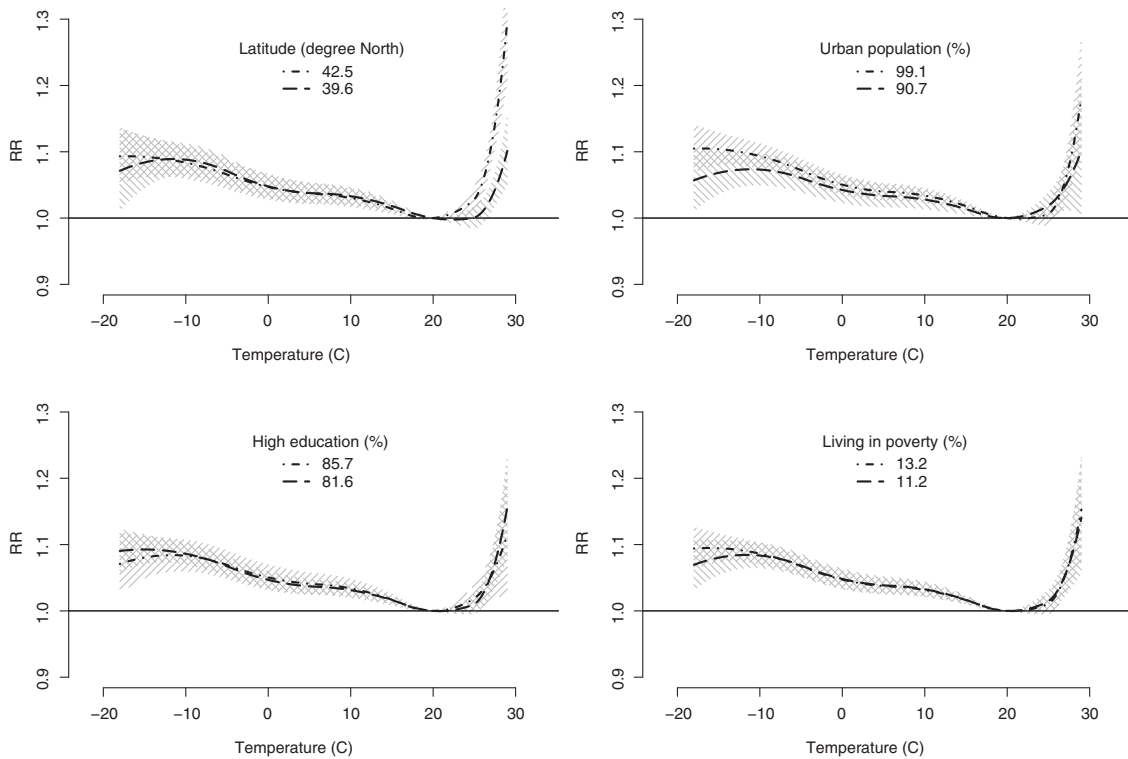 Latitude (degree North)
42.5
39.6
RR
1.3
1.2
1.1
1.0
0.9
−20 −10 0 10 20 30
Temperature (C)
Urban population (%)
99.1
90.7
RR
1.3
1.2
1.1
1.0
0.9
−20 −10 0 10 20 30
Temperature (C)
High education (%)
85.7
81.6
RR
1.3
1.2
1.1
1.0
0.9
−20 −10 0 10 20 30
Temperature (C)
Living in poverty (%)
13.2
11.2
RR
1.3
1.2
1.1
1.0
0.9
−20 −10 0 10 20 30
Temperature (C)